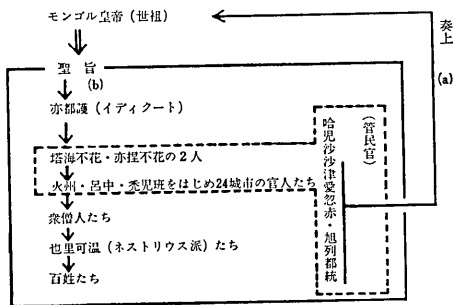 モンゴル皇帝(世祖)
奏上
(a)
聖旨
(b)
亦都護(イディクート)
塔海不花・亦捏不花の2人
火州・呂中・禿児班をはじめ24城市の官人たち
衆僧人たち
也里可温(ネストリウス派)たち
百姓たち
(管民官)
哈児沙沙津愛忽赤・旭列都統